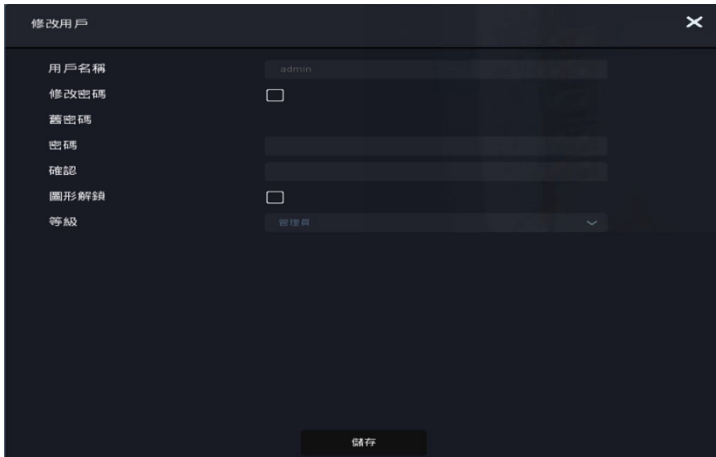 修改用戶
用戶名稱 admin
修改密碼
舊密碼
密碼
確認
圖形解鎖
等級 管理員
儲存